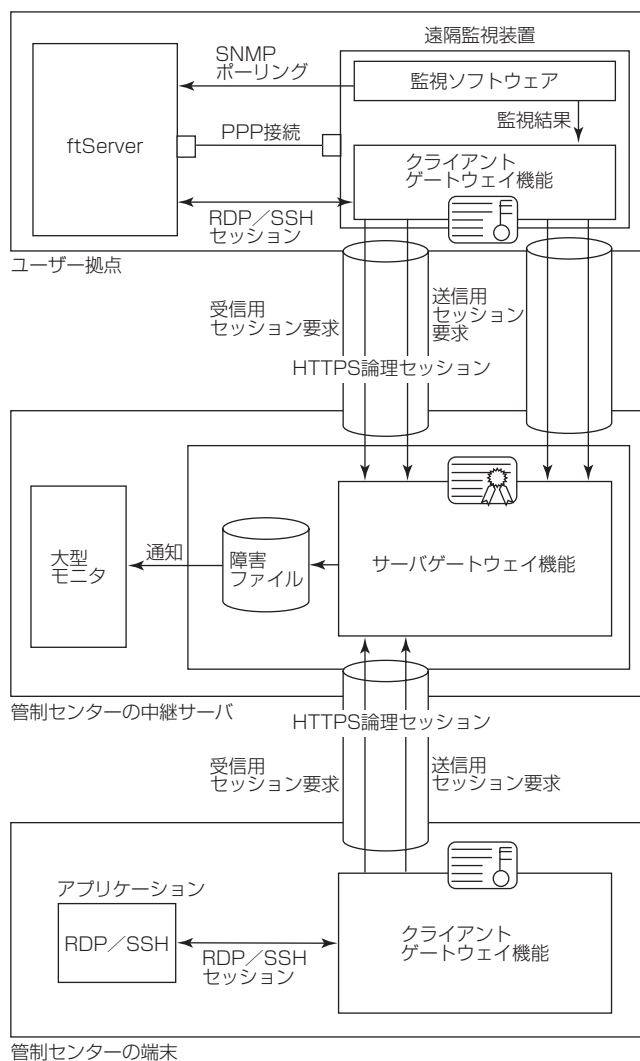 遠隔監視装置
SNMP
ポーリング
監視ソフトウェア
監視結果
ftServer
PPP接続
クライアント
ゲートウェイ機能
RDP／SSH
セッション
ユーザー拠点
受信用
セッション要求
送信用
セッション
要求
HTTPS論理セッション
大型
モニタ
通知
障害
ファイル
サーバゲートウェイ機能
管制センターの中継サーバ
HTTPS論理セッション
受信用
セッション要求
送信用
セッション要求
アプリケーション
RDP／SSH
RDP／SSH
セッション
クライアント
ゲートウェイ機能
管制センターの端末